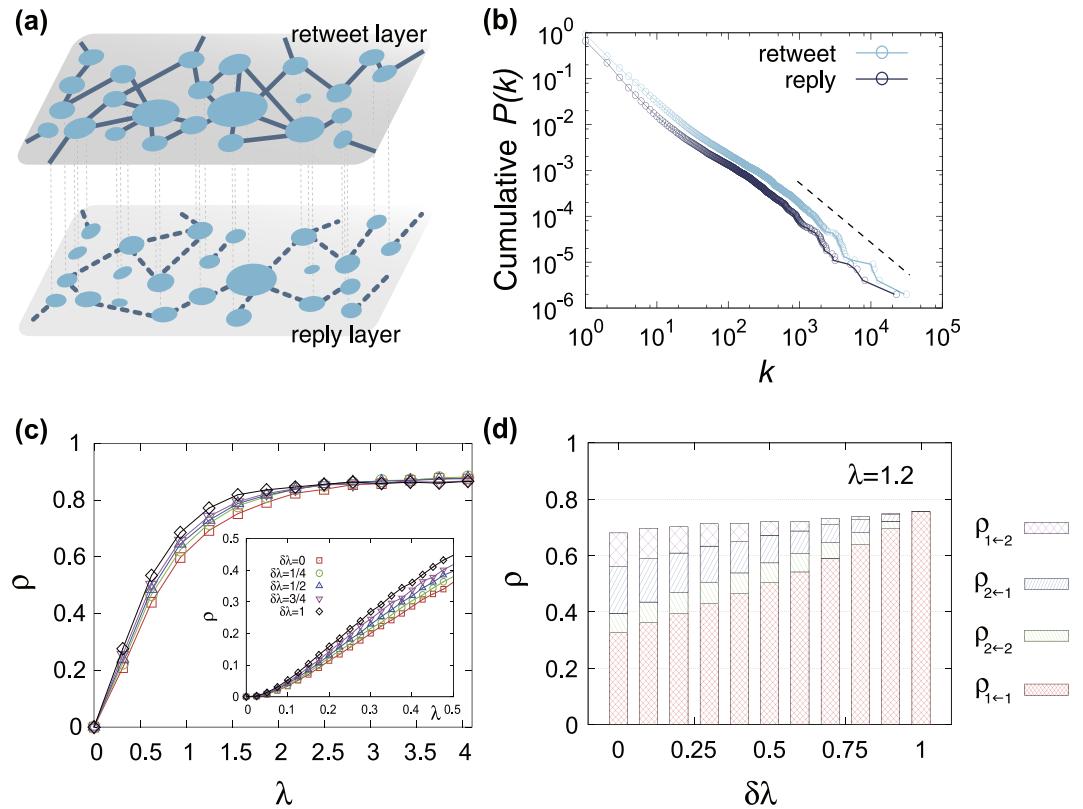 (a)
retweet layer
reply layer
(b)
Cumulative P(k)
10^0
10^-1
10^-2
10^-3
10^-4
10^-5
10^-6
retweet
reply
10^0 10^1 10^2 10^3 10^4 10^5
k
(c)
ρ
1
0.8
0.6
0.4
0.2
0
0 0.5 1 1.5 2 2.5 3 3.5 4
λ
ρ
0.5
0.4
0.3
0.2
0.1
0
δλ=0
δλ=1/4
δλ=1/2
δλ=3/4
δλ=1
0 0.1 0.2 0.3 0.4 λ 0.5
(d)
ρ
1
0.8
0.6
0.4
0.2
0
λ=1.2
0 0.25 0.5 0.75 1
δλ
ρ1←2
ρ2←1
ρ2←2
ρ1←1